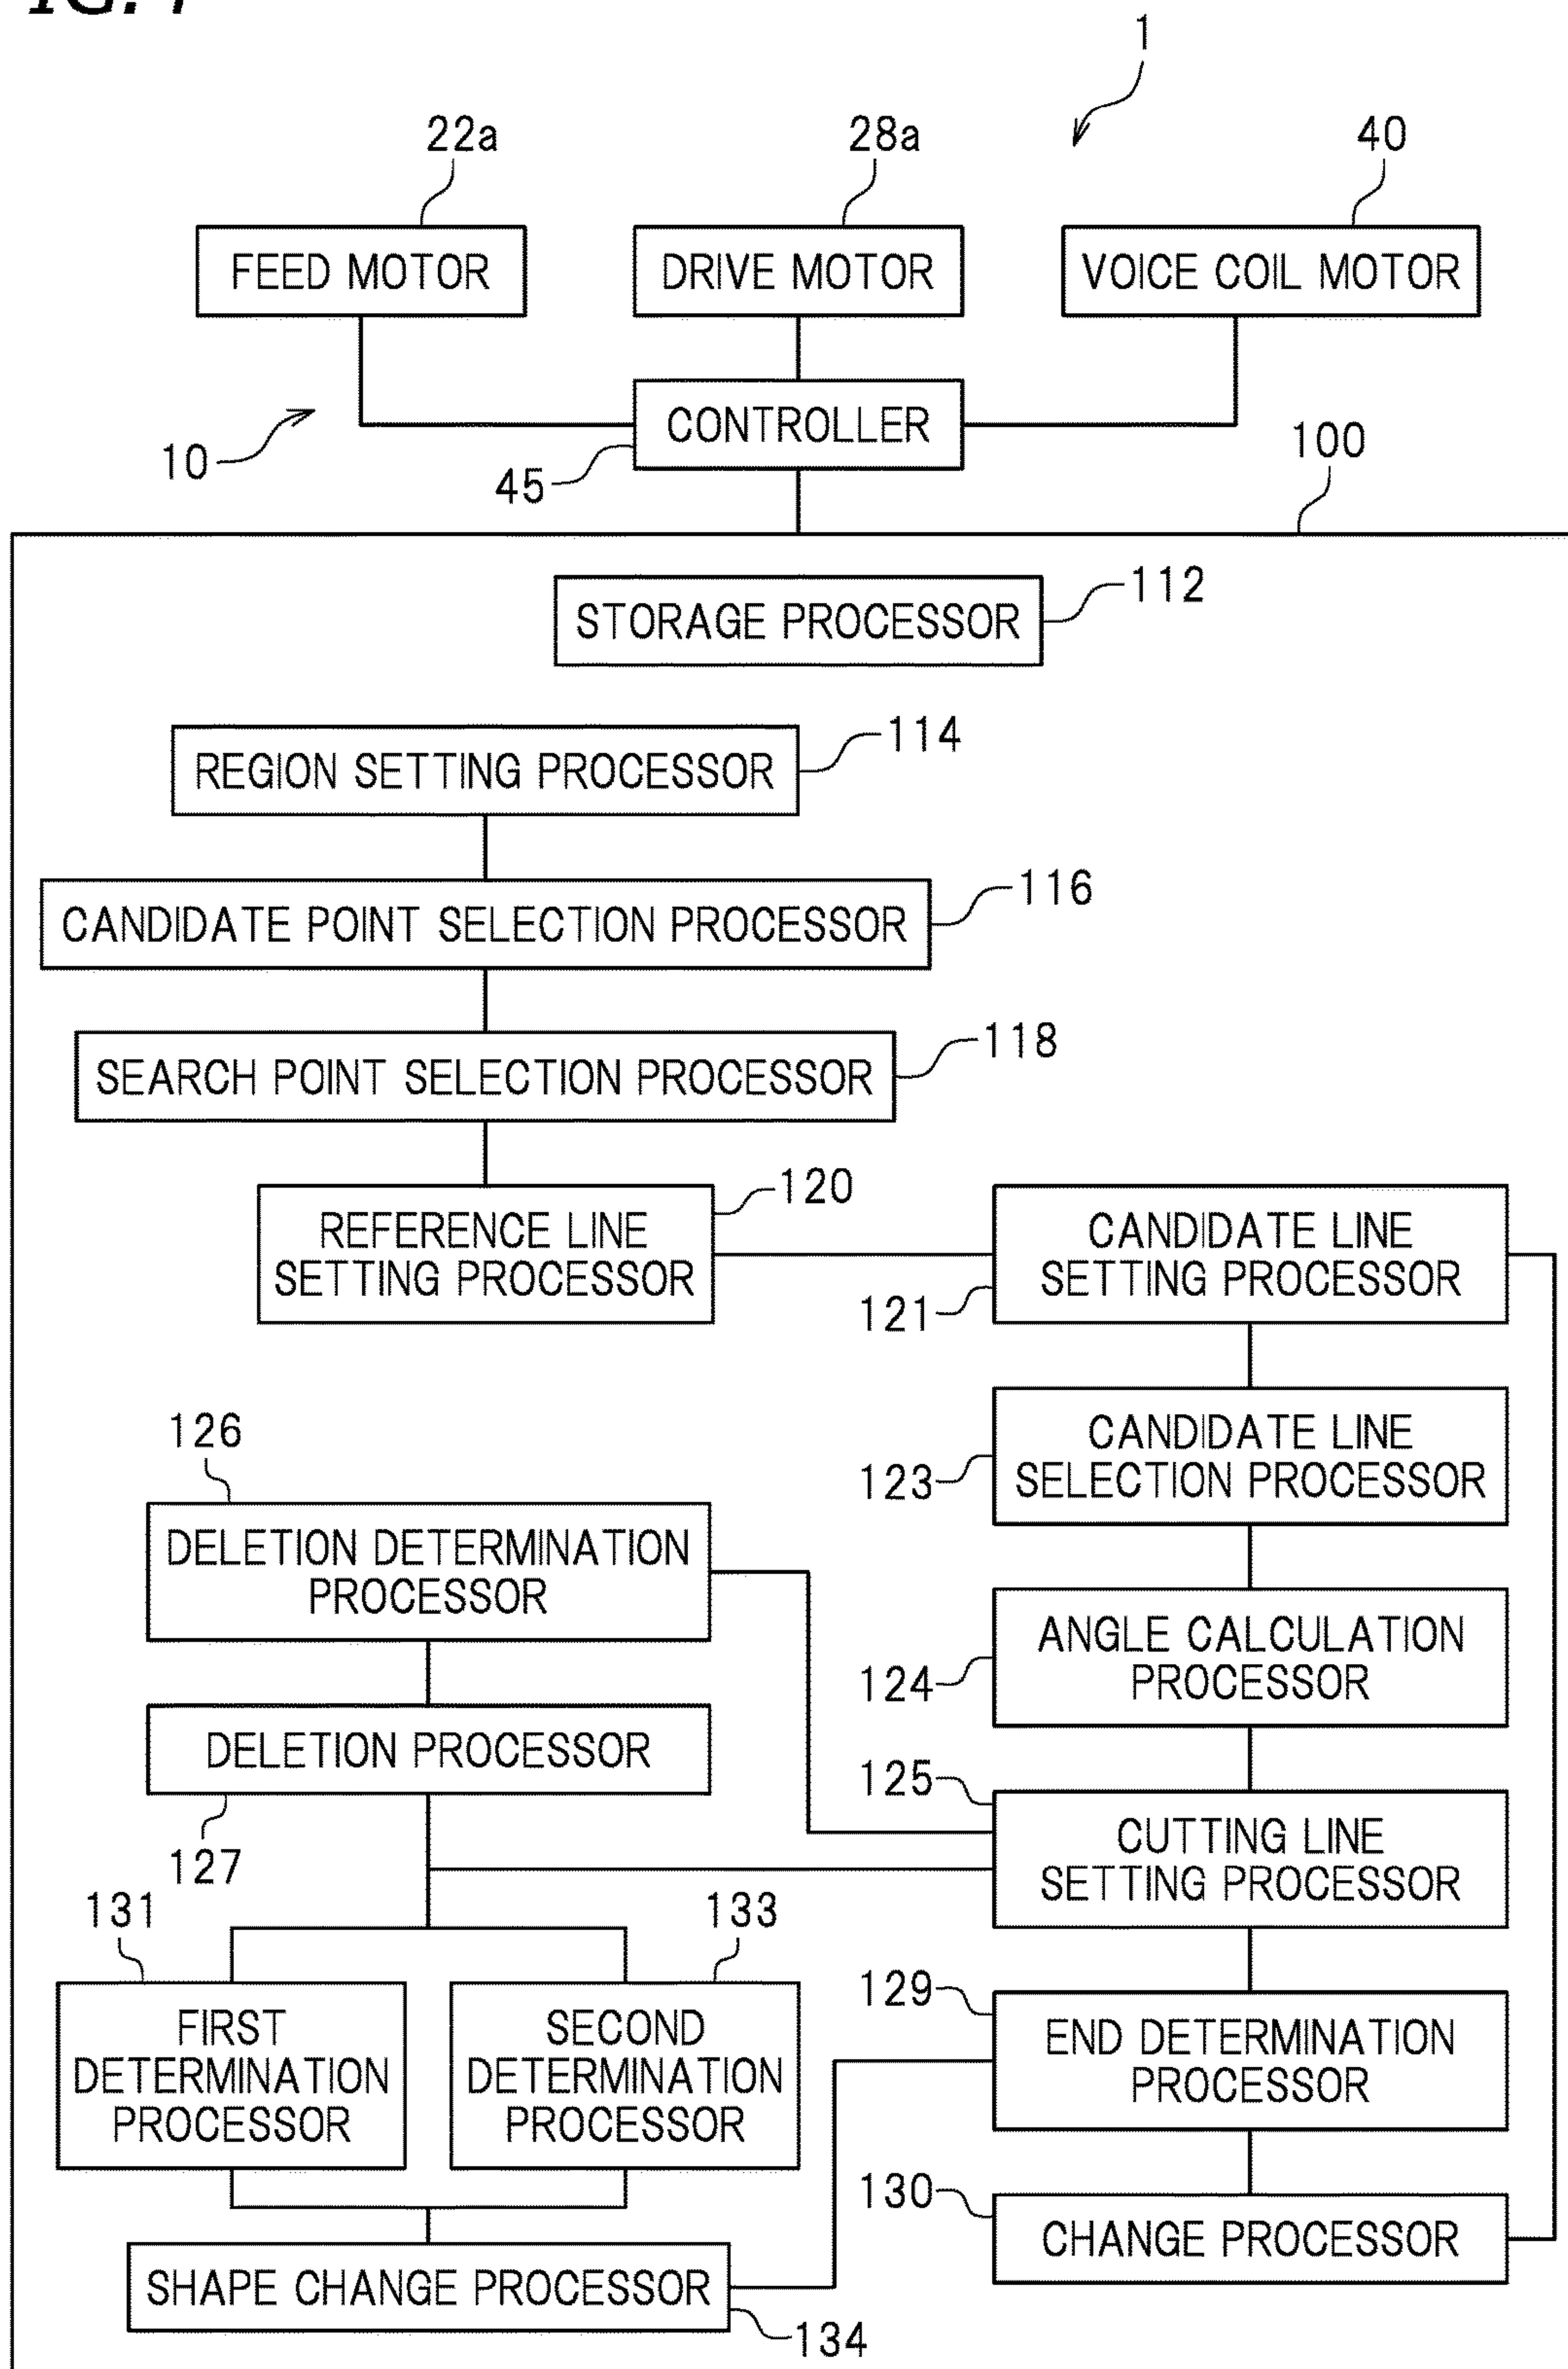 1
22a
28a
40
FEED MOTOR
DRIVE MOTOR
VOICE COIL MOTOR
CONTROLLER
10
45
100
STORAGE PROCESSOR
112
REGION SETTING PROCESSOR
114
CANDIDATE POINT SELECTION PROCESSOR
116
SEARCH POINT SELECTION PROCESSOR
118
REFERENCE LINE
SETTING PROCESSOR
120
CANDIDATE LINE
SETTING PROCESSOR
121
CANDIDATE LINE
SELECTION PROCESSOR
123
126
DELETION DETERMINATION
PROCESSOR
ANGLE CALCULATION
PROCESSOR
124
DELETION PROCESSOR
127
125
CUTTING LINE
SETTING PROCESSOR
131
133
FIRST
DETERMINATION
PROCESSOR
SECOND
DETERMINATION
PROCESSOR
129
END DETERMINATION
PROCESSOR
130
CHANGE PROCESSOR
SHAPE CHANGE PROCESSOR
134